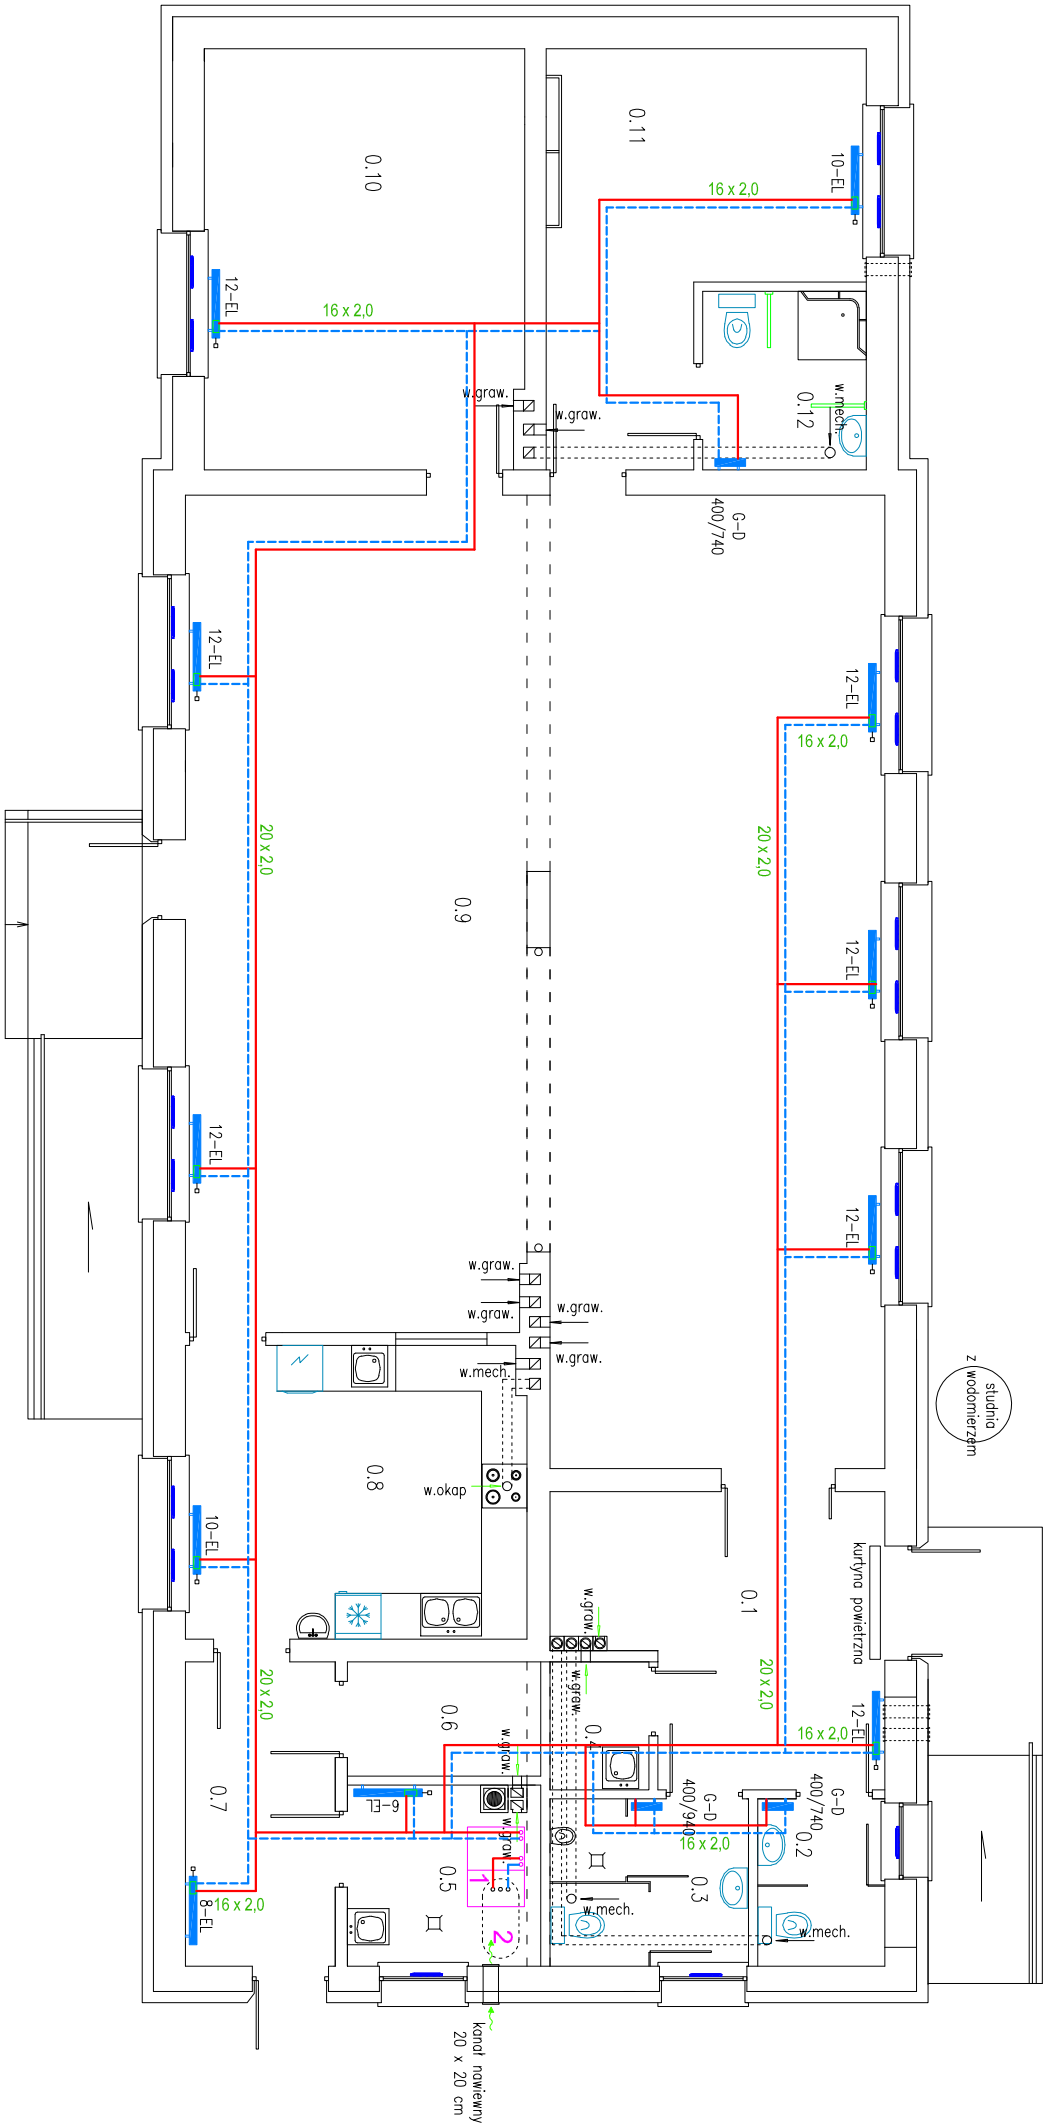 0.11
10-EL
16 x 2,0
0.10
12-EL
16 x 2,0
w.graw.
w.graw.
w.mech.
0.12
G-D
400/740
12-EL
12-EL
16 x 2,0
20 x 2,0
20 x 2,0
0.9
12-EL
12-EL
12-EL
w.graw.
w.graw.
w.graw.
w.graw.
w.mech.
studnia
z wodomierzem
0.8
w.okap
10-EL
kurtyna powietrzna
0.1
w.graw.
w.graw.
20 x 2,0
20 x 2,0
12-EL
16 x 2,0
0.6
w.graw.
0.4
0.7
6-EL
G-D
400/940
G-D
400/740
16 x 2,0
0.2
w.graw.
0.5
1
2
0.3
8-EL
16 x 2,0
w.mech.
w.mech.
kanał nawiewny
20 x 20 cm